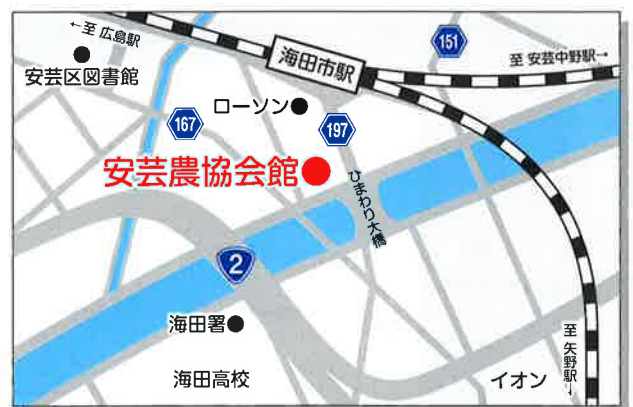 ←至 広島駅
安芸区図書館
海田市駅
151
至 安芸中野駅→
167
ローソン
197
安芸農協会館
ひまわり大橋
2
海田署
海田高校
イオン
至 矢野駅→